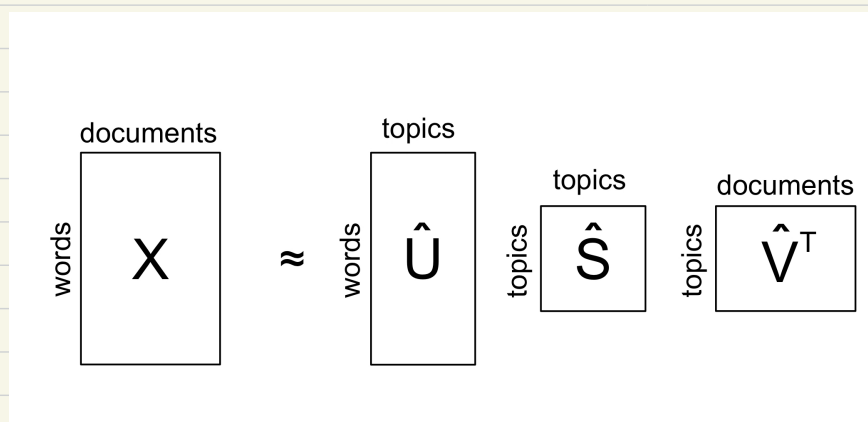 documents
words
X
≈
topics
words
Û
topics
topics
Ŝ
documents
topics
V̂ᵀ